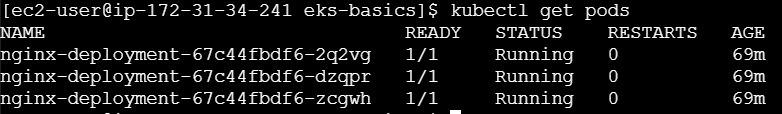 [ec2-user@ip-172-31-34-241 eks-basics]$ kubectl get pods
NAME READY STATUS RESTARTS AGE
nginx-deployment-67c44fbdf6-2q2vg 1/1 Running 0 69m
nginx-deployment-67c44fbdf6-dzqpr 1/1 Running 0 69m
nginx-deployment-67c44fbdf6-zcgwh 1/1 Running 0 69m